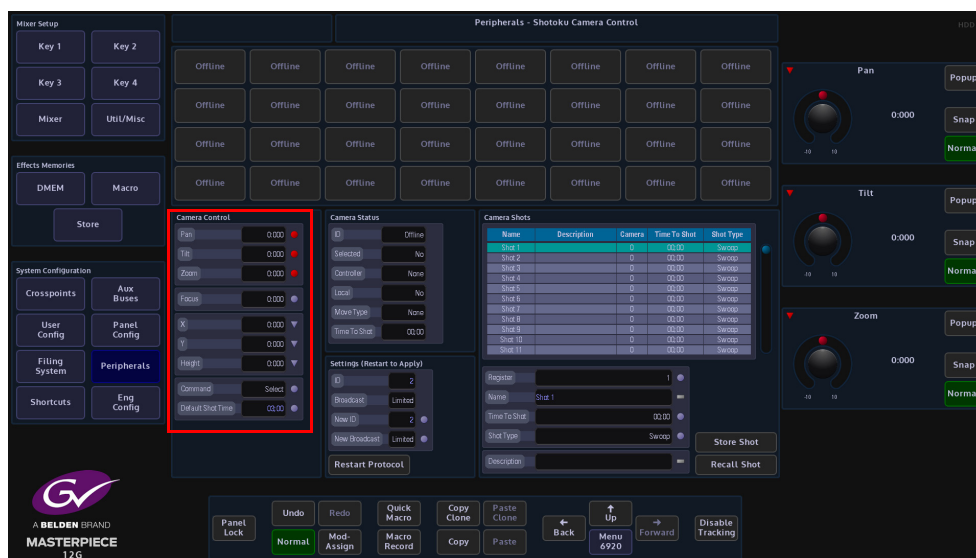 Mixer Setup
Key 1
Key 2
Key 3
Key 4
Mixer
Util/Misc
Effects Memories
DMEM
Macro
Store
System Configuration
Crosspoints
Aux
Buses
User
Config
Panel
Config
Filing
System
Peripherals
Shortcuts
Eng
Config
GV
A BELDEN BRAND
MASTERPIECE
12G
Peripherals - Shotoku Camera Control
Offline Offline Offline Offline Offline Offline Offline Offline
Offline Offline Offline Offline Offline Offline Offline Offline
Offline Offline Offline Offline Offline Offline Offline Offline
Offline Offline Offline Offline Offline Offline Offline Offline
Camera Control
Pan 0:000
Tilt 0:000
Zoom 0:000
Focus 0:000
X 0:000
Y 0:000
Height 0:000
Command Select
Default Shot Time 00;00
Camera Status
ID Offline
Selected No
Controller None
Local No
Move Type None
Time To Shot 00;00
Settings (Restart to Apply)
ID 2
Broadcast Limited
New ID 2
New Broadcast Limited
Restart Protocol
Camera Shots
Name Description Camera Time To Shot Shot Type
Shot 1 0 00;00 Swoop
Shot 2 0 00;00 Swoop
Shot 3 0 00;00 Swoop
Shot 4 0 00;00 Swoop
Shot 5 0 00;00 Swoop
Shot 6 0 00;00 Swoop
Shot 7 0 00;00 Swoop
Shot 8 0 00;00 Swoop
Shot 9 0 00;00 Swoop
Shot 10 0 00;00 Swoop
Shot 11 0 00;00 Swoop
Register 1
Name Shot 1
Time To Shot 00;00
Shot Type Swoop
Description
Store Shot
Recall Shot
HDD
Pan
0:000
-10 10
Popup
Snap
Norma
Tilt
0:000
-10 10
Popup
Snap
Norma
Zoom
0:000
-10 10
Popup
Snap
Norma
Panel
Lock
Undo
Redo
Quick
Macro
Copy
Clone
Paste
Clone
Normal
Mod-
Assign
Macro
Record
Copy
Paste
Back
Up
Menu
6920
Forward
Disable
Tracking